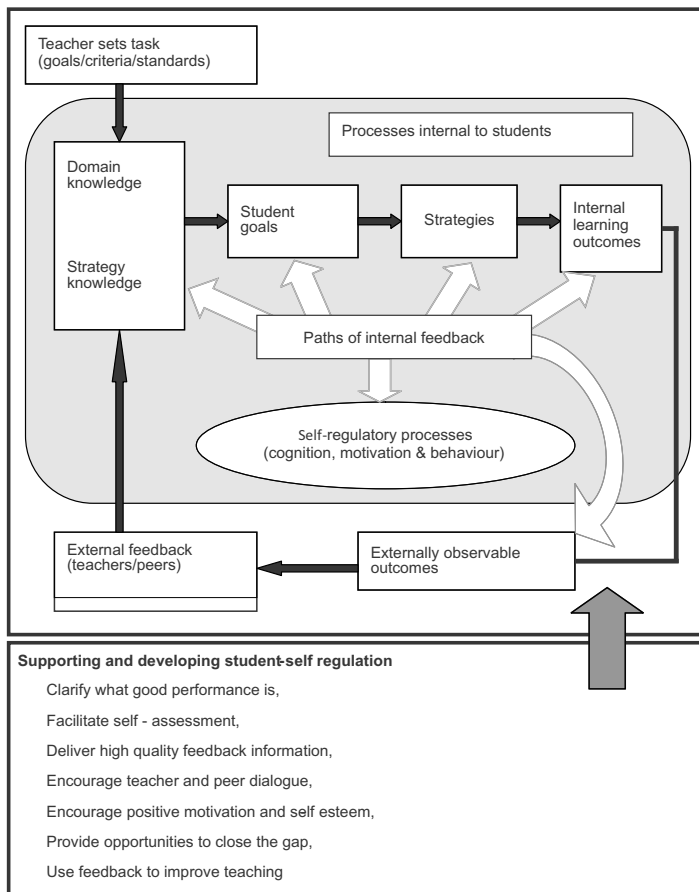 Teacher sets task
(goals/criteria/standards)
Processes internal to students
Domain
knowledge
Strategy
knowledge
Student
goals
Strategies
Internal
learning
outcomes
Paths of internal feedback
Self-regulatory processes
(cognition, motivation & behaviour)
External feedback
(teachers/peers)
Externally observable
outcomes
Supporting and developing student-self regulation
Clarify what good performance is,
Facilitate self - assessment,
Deliver high quality feedback information,
Encourage teacher and peer dialogue,
Encourage positive motivation and self esteem,
Provide opportunities to close the gap,
Use feedback to improve teaching